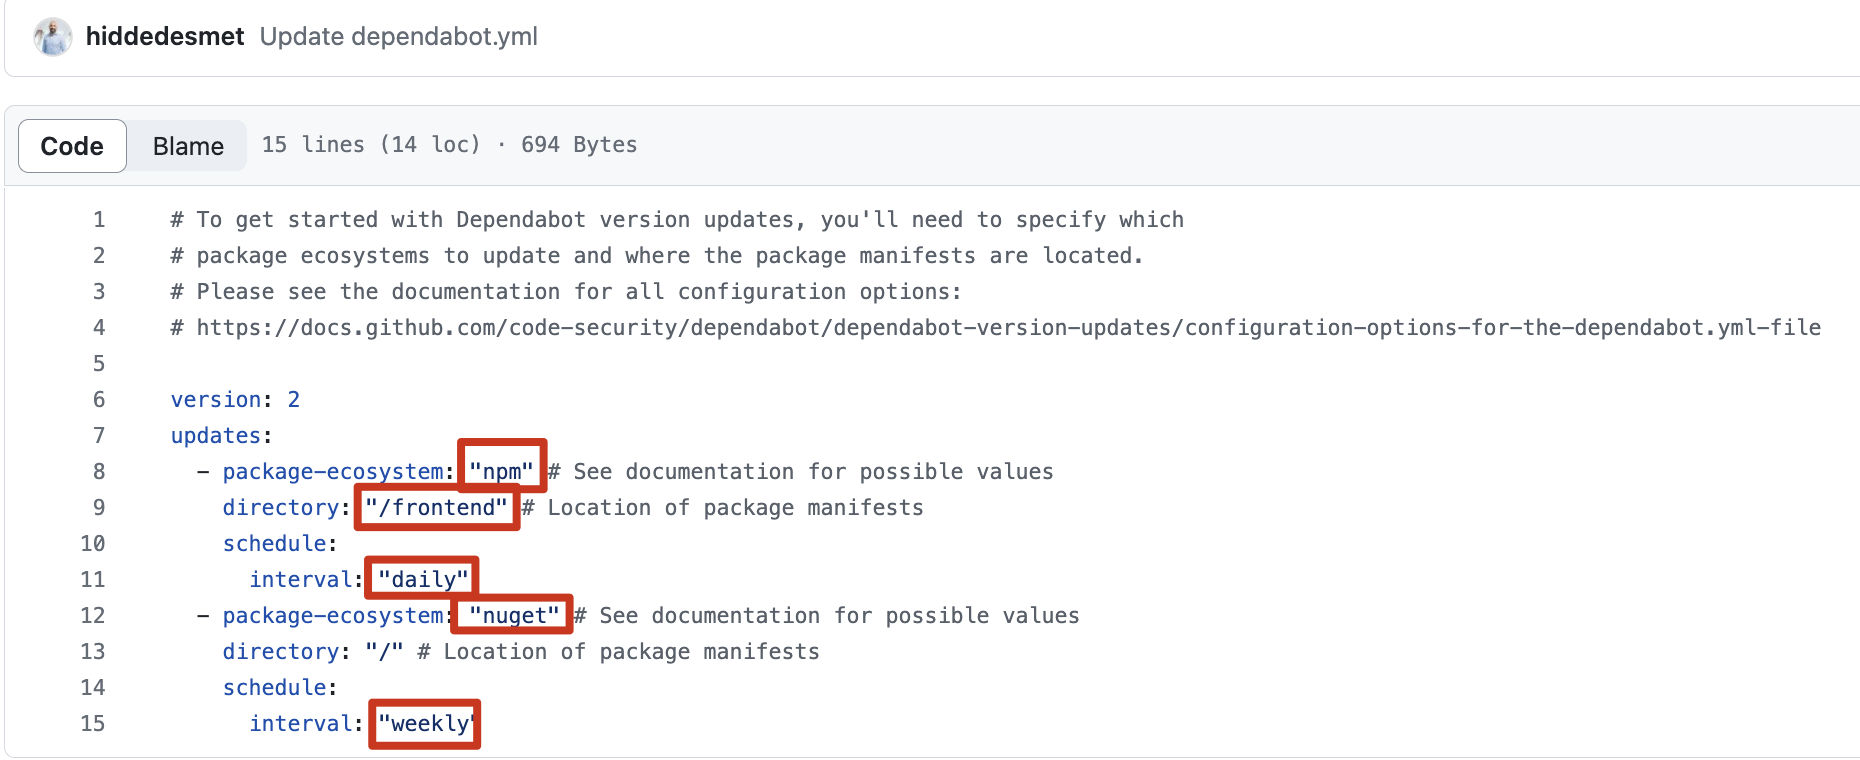 hiddedesmet Update dependabot.yml
Code Blame 15 lines (14 loc) · 694 Bytes
1 # To get started with Dependabot version updates, you'll need to specify which
2 # package ecosystems to update and where the package manifests are located.
3 # Please see the documentation for all configuration options:
4 # https://docs.github.com/code-security/dependabot/dependabot-version-updates/configuration-options-for-the-dependabot.yml-file
5
6 version: 2
7 updates:
8 - package-ecosystem: "npm" # See documentation for possible values
9 directory: "/frontend" # Location of package manifests
10 schedule:
11 interval: "daily"
12 - package-ecosystem: "nuget" # See documentation for possible values
13 directory: "/" # Location of package manifests
14 schedule:
15 interval: "weekly"